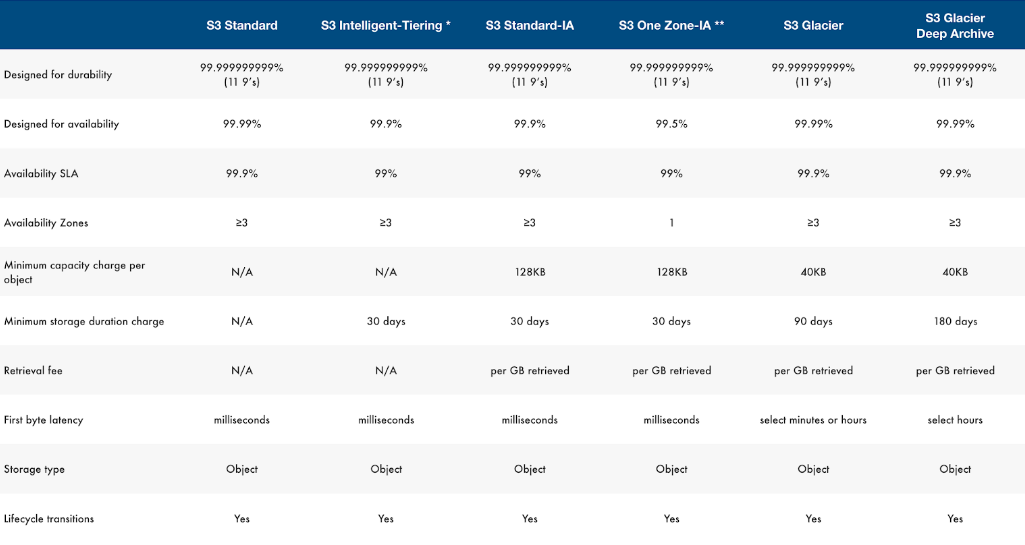 S3 Standard S3 Intelligent-Tiering * S3 Standard-IA S3 One Zone-IA ** S3 Glacier S3 Glacier
Deep Archive
Designed for durability 99.999999999% 99.999999999% 99.999999999% 99.999999999% 99.999999999% 99.999999999%
(11 9's) (11 9's) (11 9's) (11 9's) (11 9's) (11 9's)
Designed for availability 99.99% 99.9% 99.9% 99.5% 99.99% 99.99%
Availability SLA 99.9% 99% 99% 99% 99.9% 99.9%
Availability Zones ≥3 ≥3 ≥3 1 ≥3 ≥3
Minimum capacity charge per
object N/A N/A 128KB 128KB 40KB 40KB
Minimum storage duration charge N/A 30 days 30 days 30 days 90 days 180 days
Retrieval fee N/A N/A per GB retrieved per GB retrieved per GB retrieved per GB retrieved
First byte latency milliseconds milliseconds milliseconds milliseconds select minutes or hours select hours
Storage type Object Object Object Object Object Object
Lifecycle transitions Yes Yes Yes Yes Yes Yes